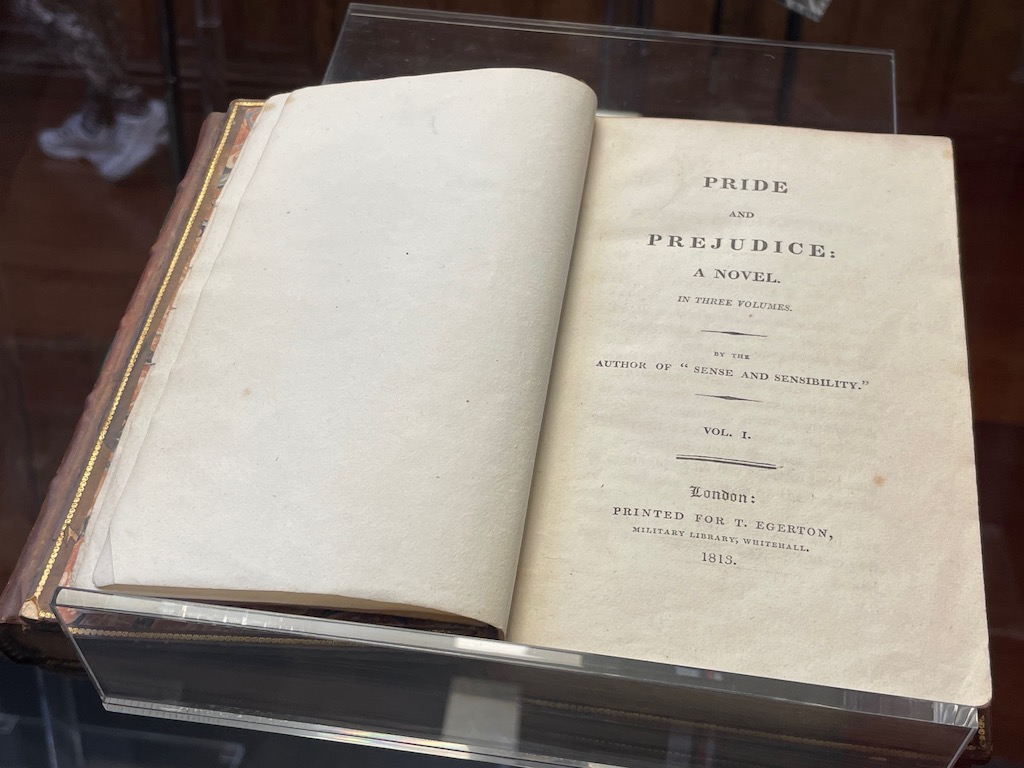 PRIDE
AND
PREJUDICE:
A NOVEL.
IN THREE VOLUMES.
BY THE
AUTHOR OF “ SENSE AND SENSIBILITY.”
VOL. I.
London:
PRINTED FOR T. EGERTON,
MILITARY LIBRARY, WHITEHALL.
1813.